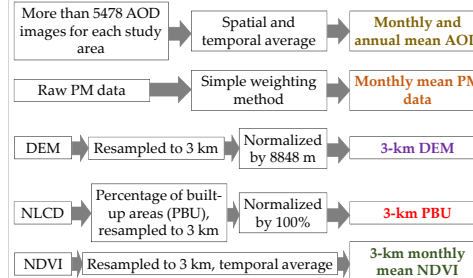 More than 5478 AOD
images for each study
area
Spatial and
temporal average
Monthly and
annual mean AOD
Raw PM data
Simple weighting
method
Monthly mean PM
data
DEM
Resampled to 3 km
Normalized
by 8848 m
3-km DEM
NLCD
Percentage of built-
up areas (PBU),
resampled to 3 km
Normalized
by 100%
3-km PBU
NDVI
Resampled to 3 km, temporal average
3-km monthly
mean NDVI